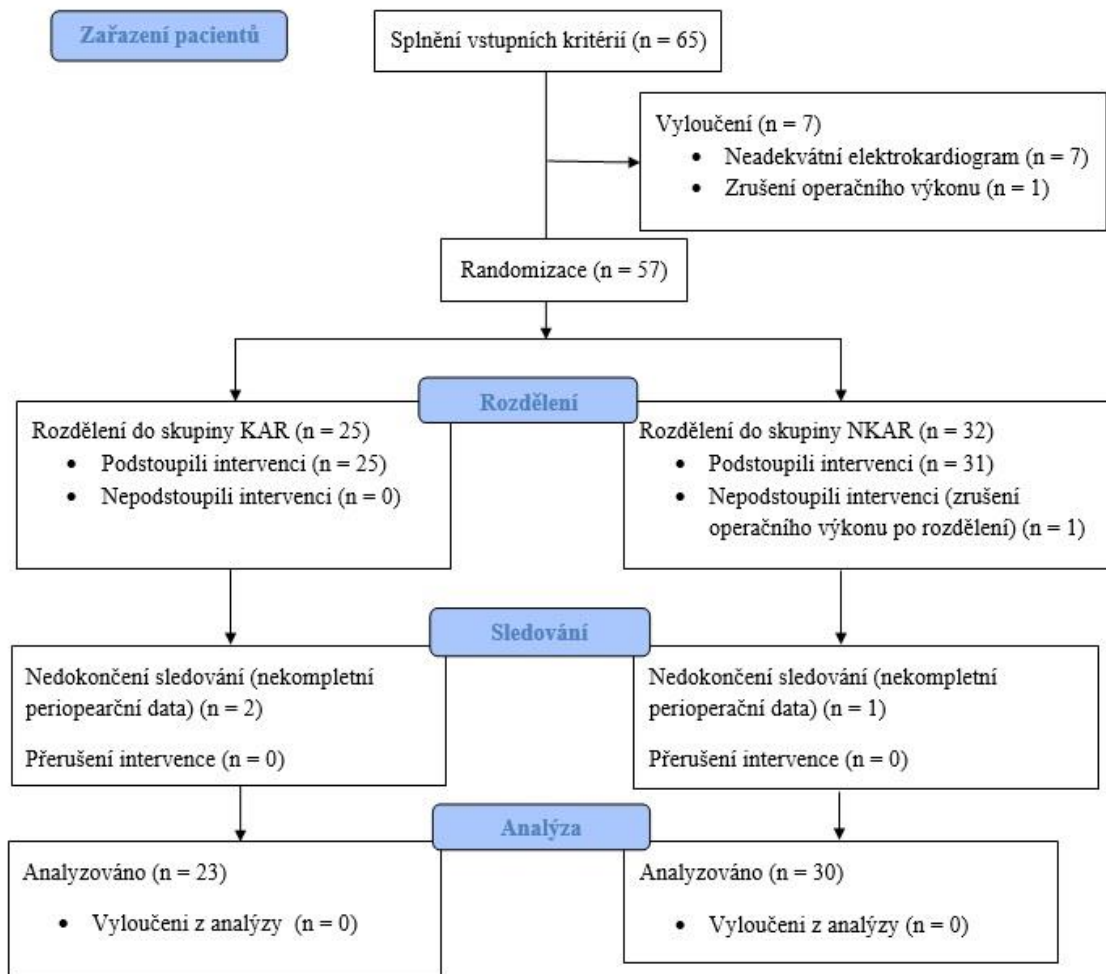 Zařazení pacientů
Splnění vstupních kritérií (n = 65)
Vyloučení (n = 7)
• Neadekvátní elektrokardiogram (n = 7)
• Zrušení operačního výkonu (n = 1)
Randomizace (n = 57)
Rozdělení
Rozdělení do skupiny KAR (n = 25)
• Podstoupili intervenci (n = 25)
• Nepodstoupili intervenci (n = 0)
Rozdělení do skupiny NKAR (n = 32)
• Podstoupili intervenci (n = 31)
• Nepodstoupili intervenci (zrušení
operačního výkonu po rozdělení) (n = 1)
Sledování
Nedokončení sledování (nekompletní
periopearční data) (n = 2)
Přerušení intervence (n = 0)
Nedokončení sledování (nekompletní
perioperační data) (n = 1)
Přerušení intervence (n = 0)
Analýza
Analyzováno (n = 23)
• Vyloučeni z analýzy (n = 0)
Analyzováno (n = 30)
• Vyloučeni z analýzy (n = 0)